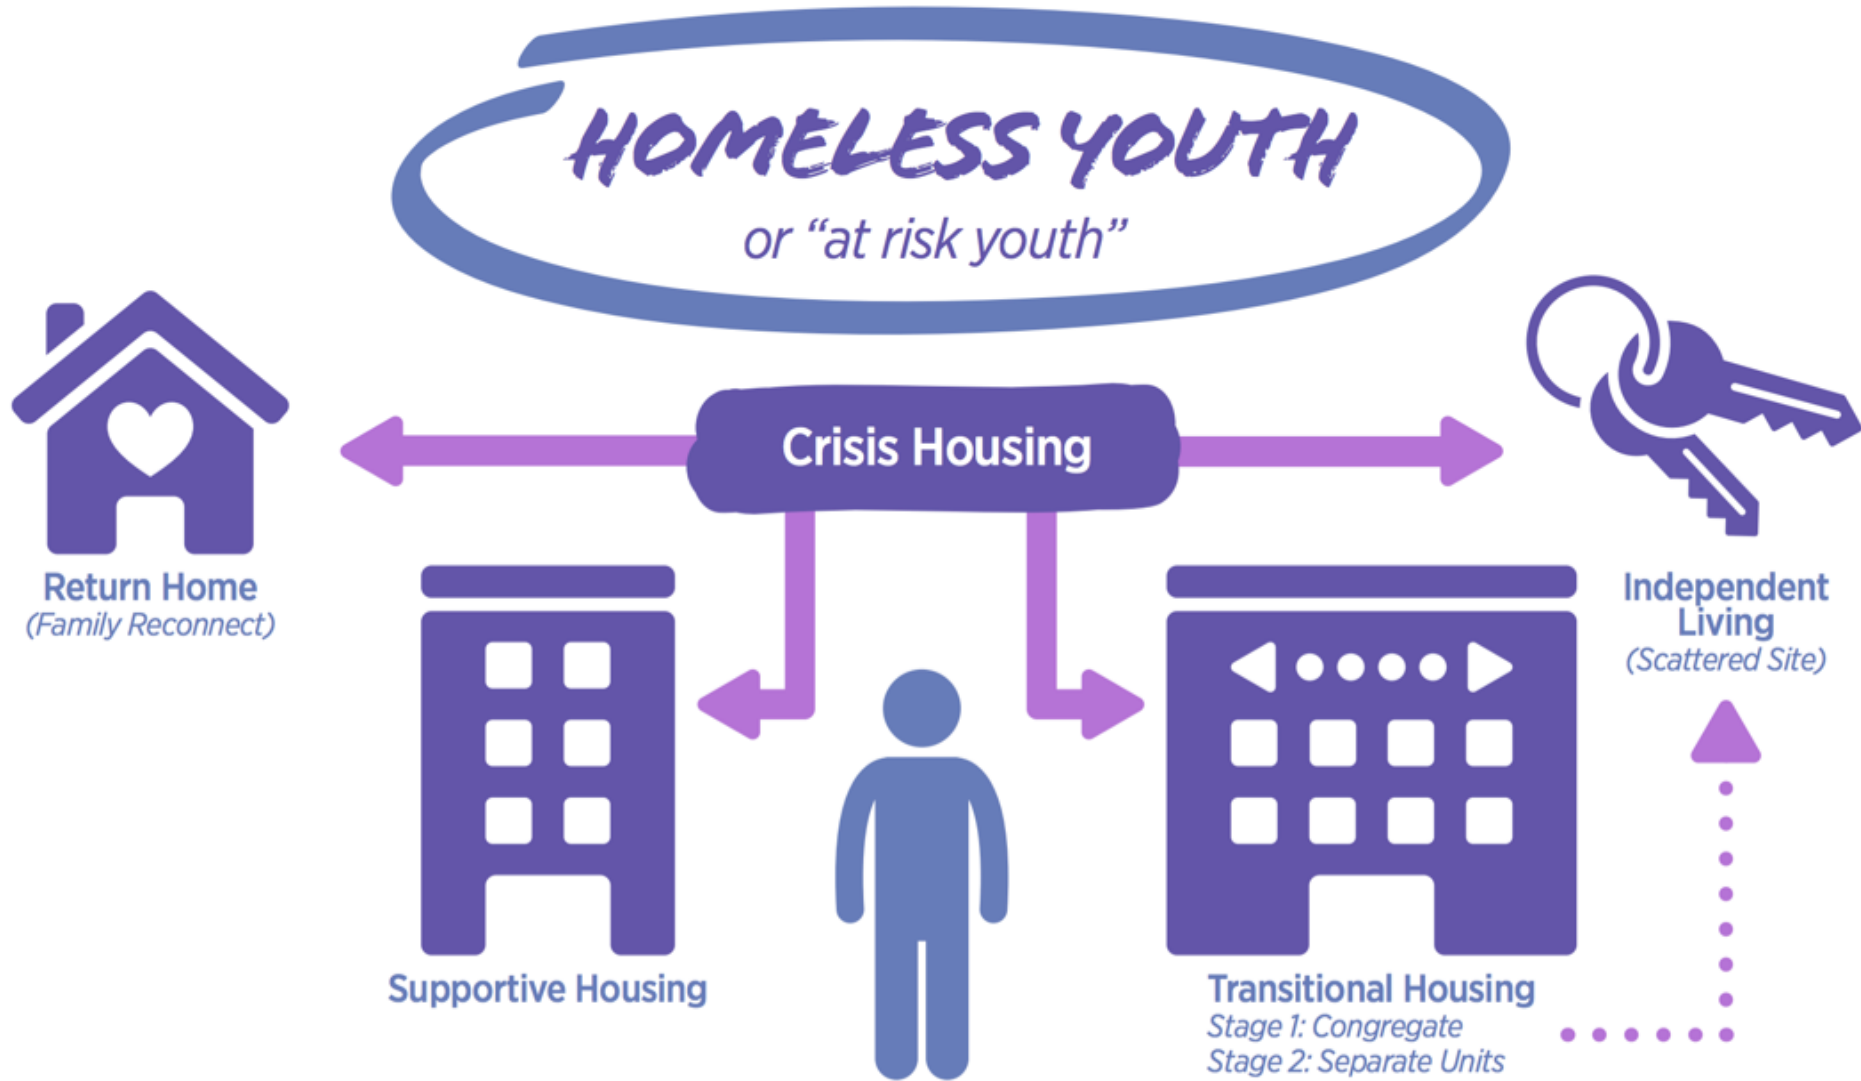 HOMELESS YOUTH
or “at risk youth”
Crisis Housing
Return Home
(Family Reconnect)
Independent
Living
(Scattered Site)
Supportive Housing
Transitional Housing
Stage 1: Congregate
Stage 2: Separate Units